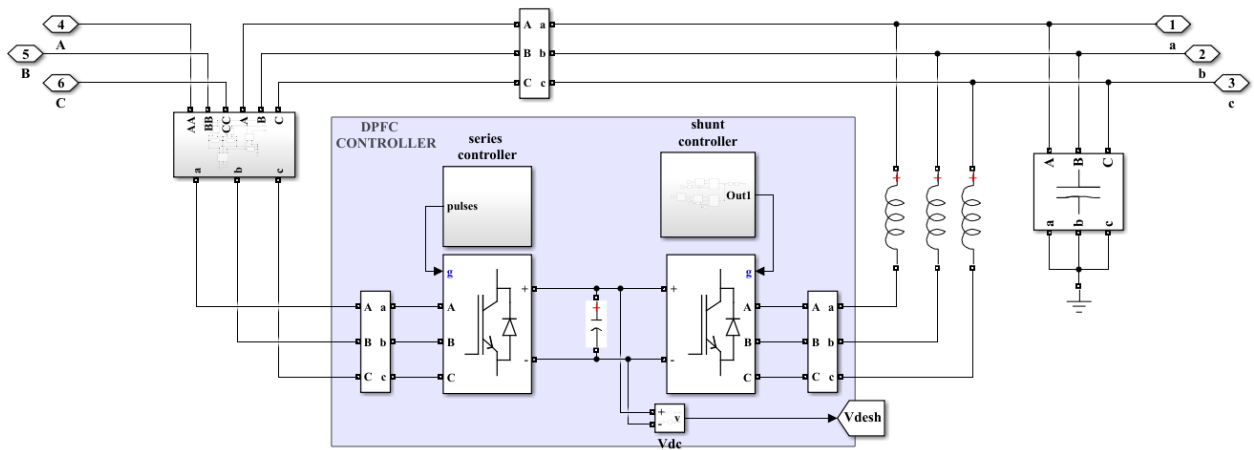 4
A
5
B
6
C
A a
B b
C c
1
a
2
b
3
c
AA
BB
CC
A
B
C
a
b
c
DPFC
CONTROLLER
series
controller
pulses
shunt
controller
Out1
A
B
C
a
b
c
A a
B b
C c
g
A
B
C
+
-
+
g
+
-
A
B
C
A a
B b
C c
+
-
v
Vdc
Vdesh
+
+
+